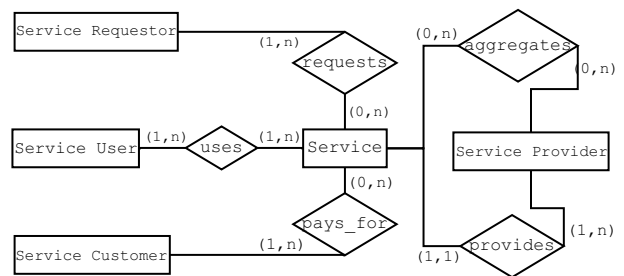 Service Requestor
(1,n)
requests
(0,n)
(0,n)
aggregates
(0,n)
Service User
(1,n)
uses
(1,n)
Service
Service Provider
(0,n)
pays_for
(1,n)
Service Customer
(1,1)
provides
(1,n)